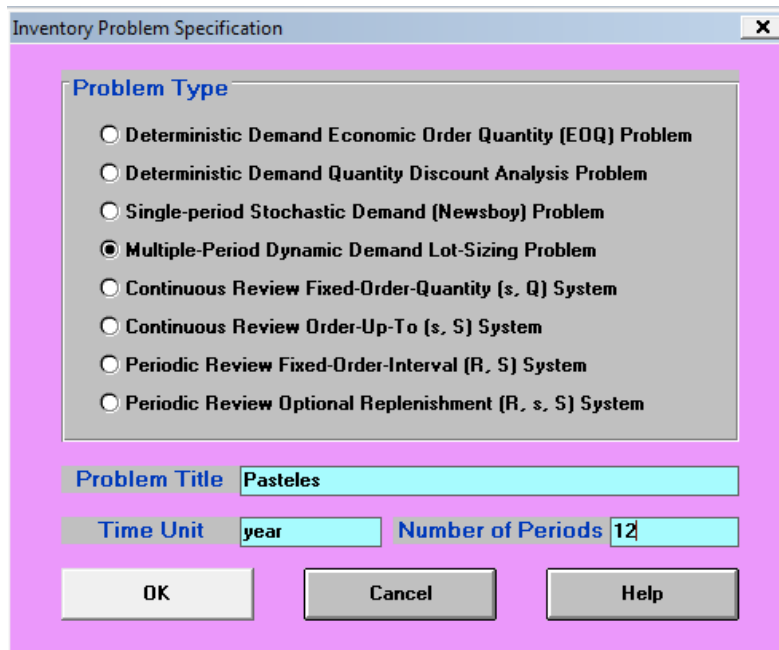 Inventory Problem Specification
Problem Type
Deterministic Demand Economic Order Quantity (EOQ) Problem
Deterministic Demand Quantity Discount Analysis Problem
Single-period Stochastic Demand (Newsboy) Problem
Multiple-Period Dynamic Demand Lot-Sizing Problem
Continuous Review Fixed-Order-Quantity (s, Q) System
Continuous Review Order-Up-To (s, S) System
Periodic Review Fixed-Order-Interval (R, S) System
Periodic Review Optional Replenishment (R, s, S) System
Problem Title Pasteles
Time Unit year Number of Periods 12
OK Cancel Help